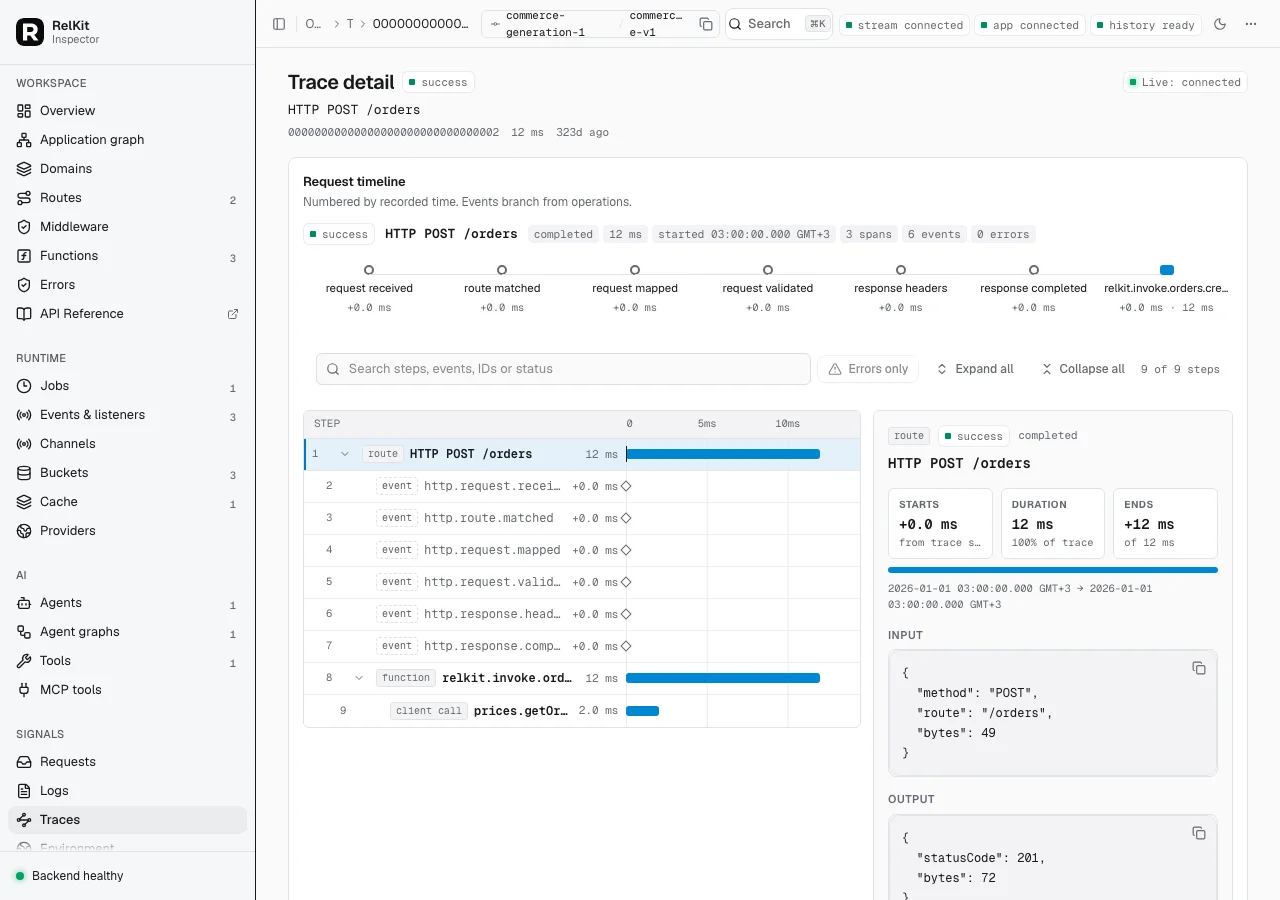 RelKit
Inspector
WORKSPACE
Overview
Application graph
Domains
Routes 2
Middleware
Functions 3
Errors
API Reference
RUNTIME
Jobs 1
Events & listeners 3
Channels
Buckets 3
Cache 1
Providers
AI
Agents 1
Agent graphs 1
Tools 1
MCP tools
SIGNALS
Requests
Logs
Traces
Environment
Backend healthy
O… > T > 00000000000…
commerce-generation-1 / commerc…e-v1
Search ⌘K
stream connected
app connected
history ready
Trace detail success
Live: connected
HTTP POST /orders
00000000000000000000000000000002 12 ms 323d ago
Request timeline
Numbered by recorded time. Events branch from operations.
success HTTP POST /orders completed 12 ms started 03:00:00.000 GMT+3 3 spans 6 events 0 errors
request received route matched request mapped request validated response headers response completed relkit.invoke.orders.cre…
+0.0 ms +0.0 ms +0.0 ms +0.0 ms +0.0 ms +0.0 ms +0.0 ms · 12 ms
Search steps, events, IDs or status
Errors only
Expand all
Collapse all
9 of 9 steps
STEP 0 5ms 10ms
1 route HTTP POST /orders 12 ms
2 event http.request.recei… +0.0 ms
3 event http.route.matched +0.0 ms
4 event http.request.mapped +0.0 ms
5 event http.request.valid… +0.0 ms
6 event http.response.head… +0.0 ms
7 event http.response.comp… +0.0 ms
8 function relkit.invoke.ord… 12 ms
9 client call prices.getOr… 2.0 ms
route success completed
HTTP POST /orders
STARTS DURATION ENDS
+0.0 ms 12 ms +12 ms
from trace s… 100% of trace of 12 ms
2026-01-01 03:00:00.000 GMT+3 → 2026-01-01
03:00:00.000 GMT+3
INPUT
{
"method": "POST",
"route": "/orders",
"bytes": 49
}
OUTPUT
{
"statusCode": 201,
"bytes": 72
}